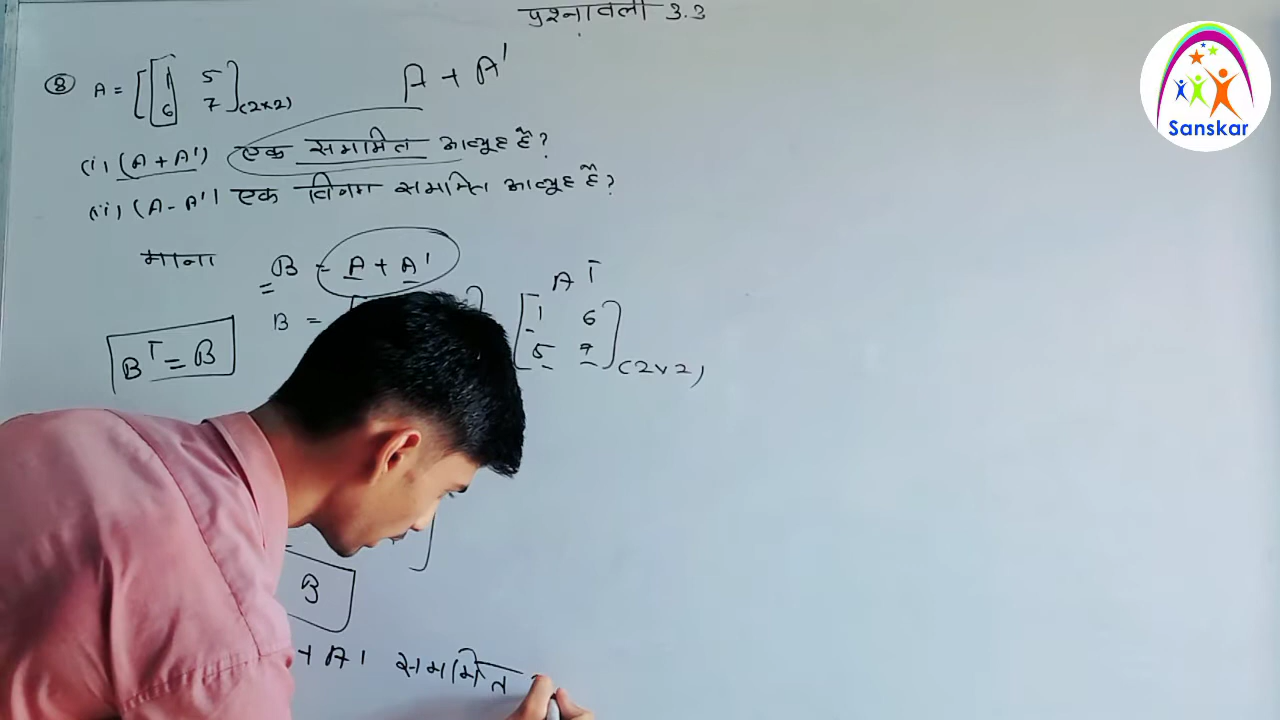 प्रश्नावली 3.3
⑧ A = [1 5
6 7](2×2)
A + A'
(i) (A + A') एक सममित आव्यूह है?
(ii) (A - A') एक विषम सममित आव्यूह है?
माना
B = A + A'
B =
A^T
[1 6
5 7](2×2)
B^T = B
B
+ A' सममित
Sanskar